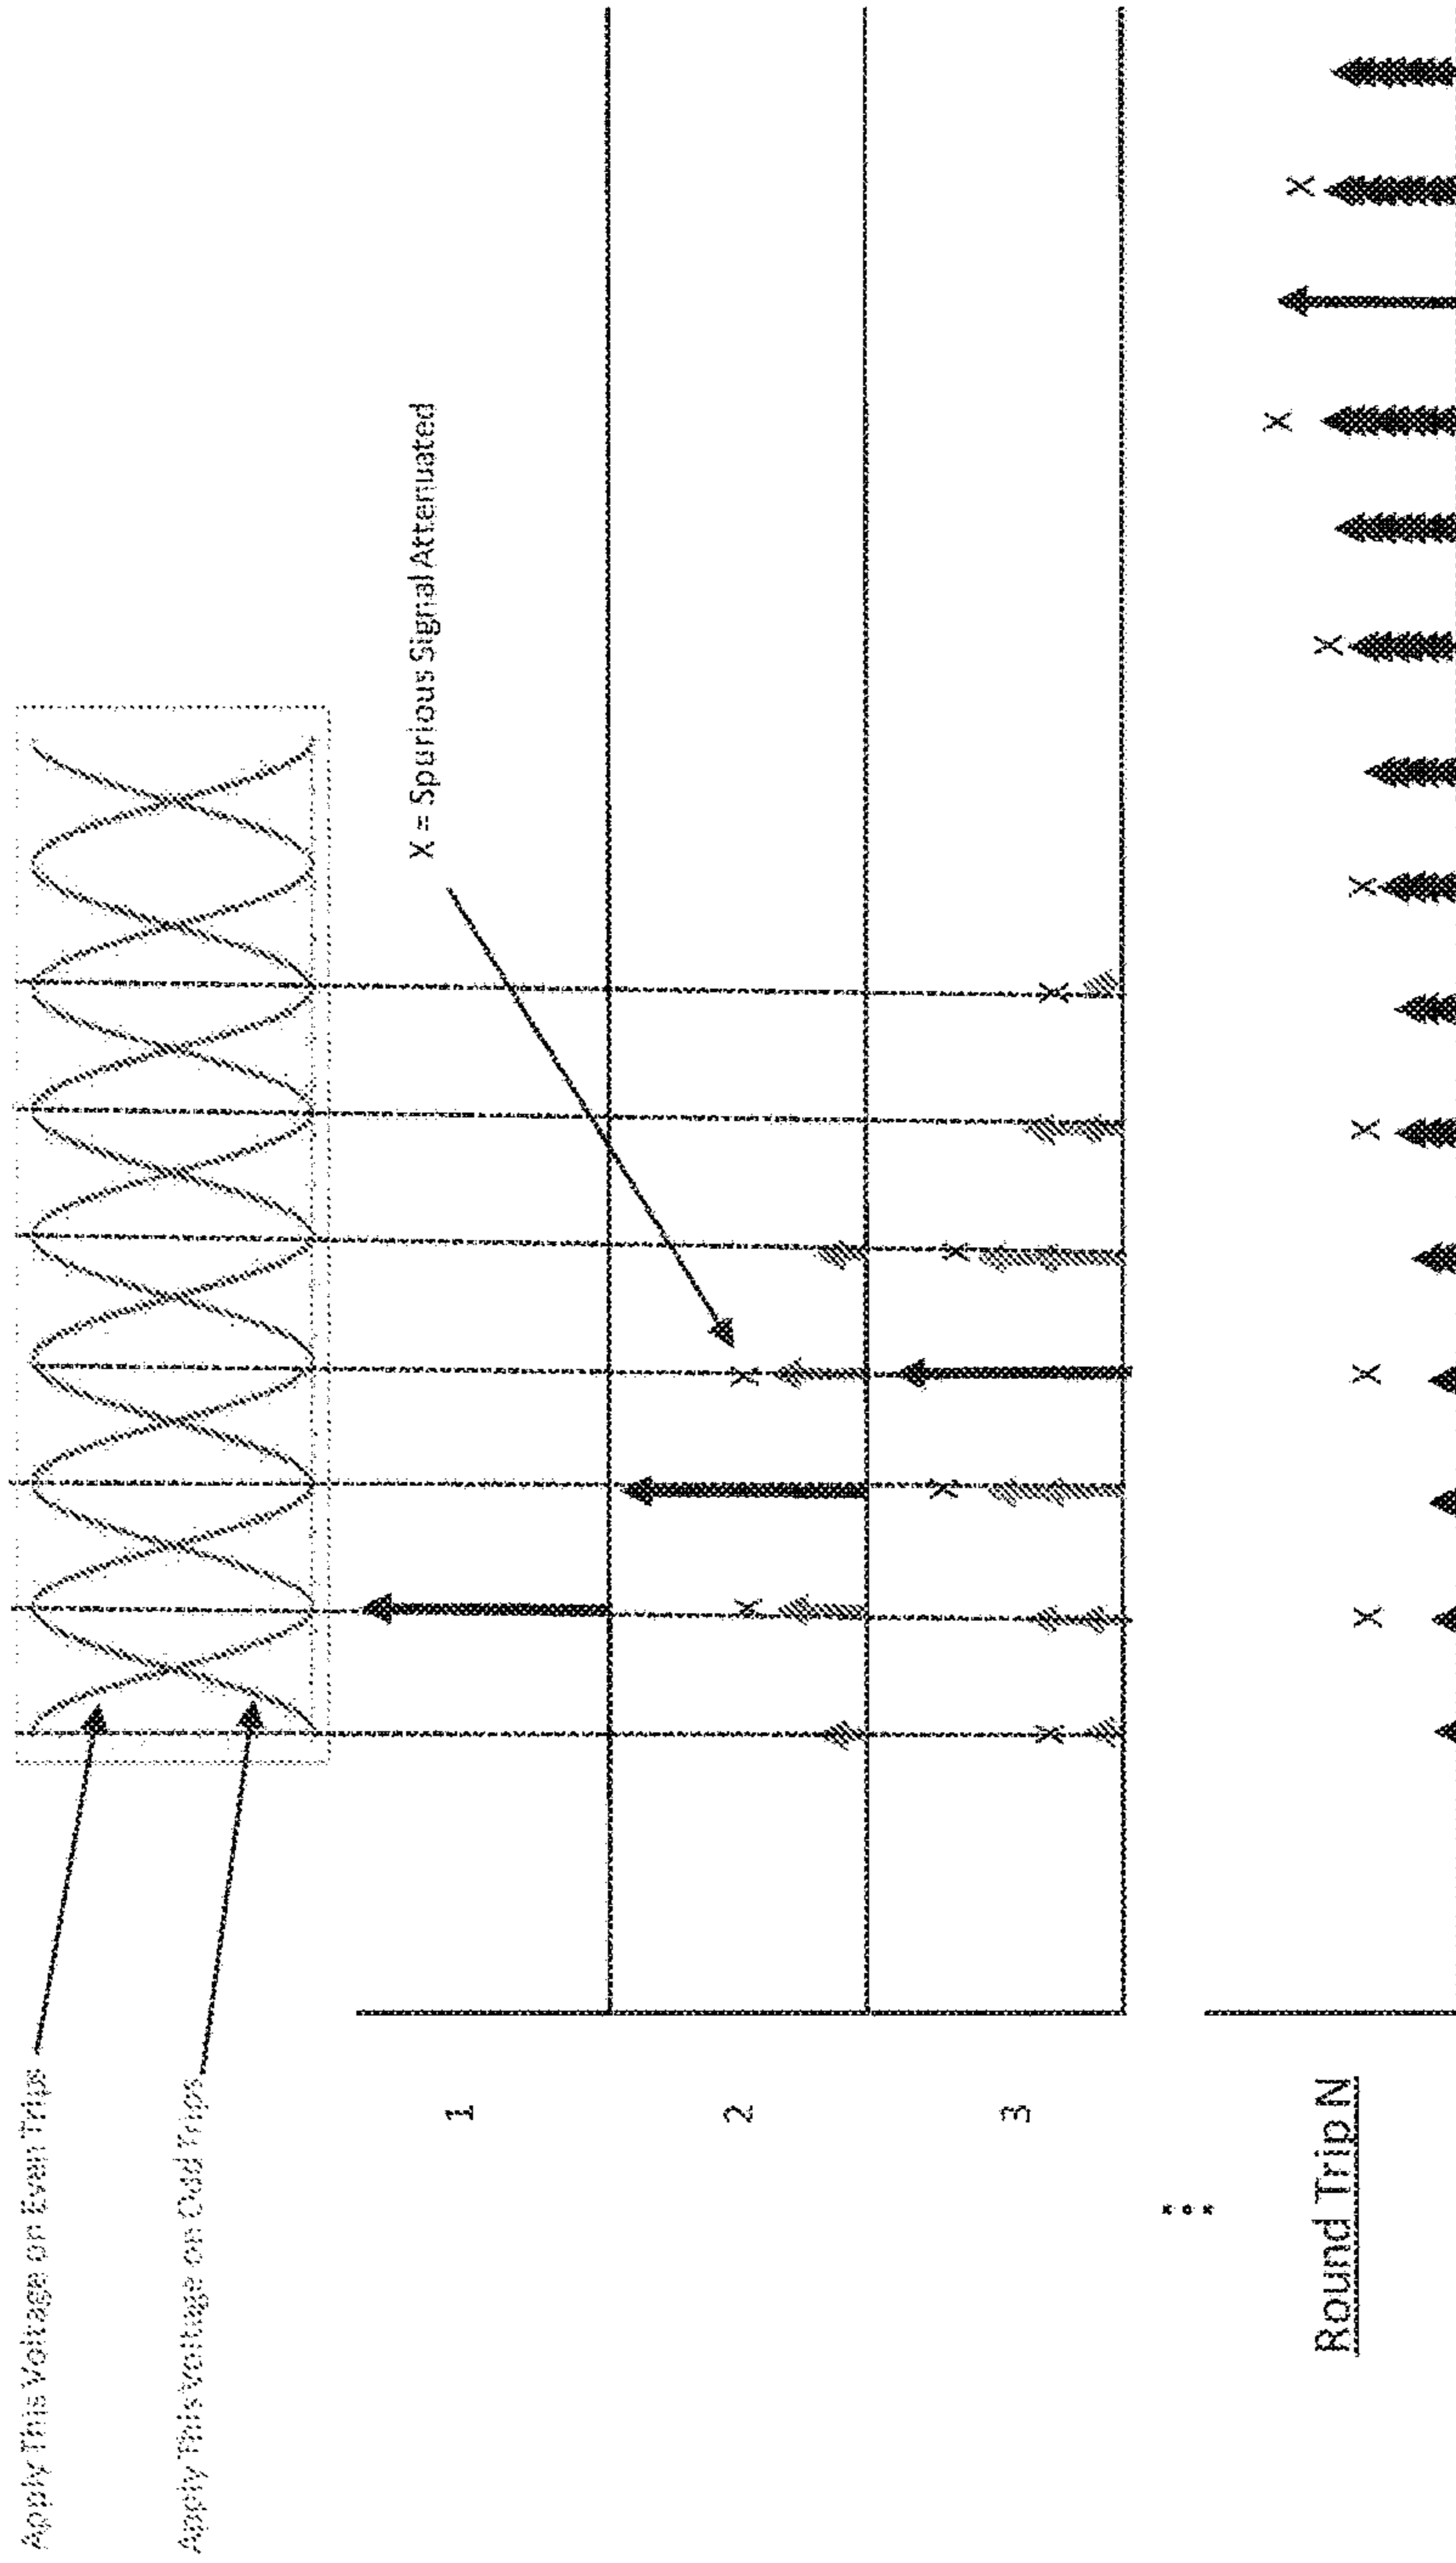 Apply This Voltage on Even Trips
Apply This Voltage on Odd Trips
X = Spurious Signal Attenuated
1
2
X
X
3
X
X
X
X
Round Trip N
X
X
X
X
X
X
X